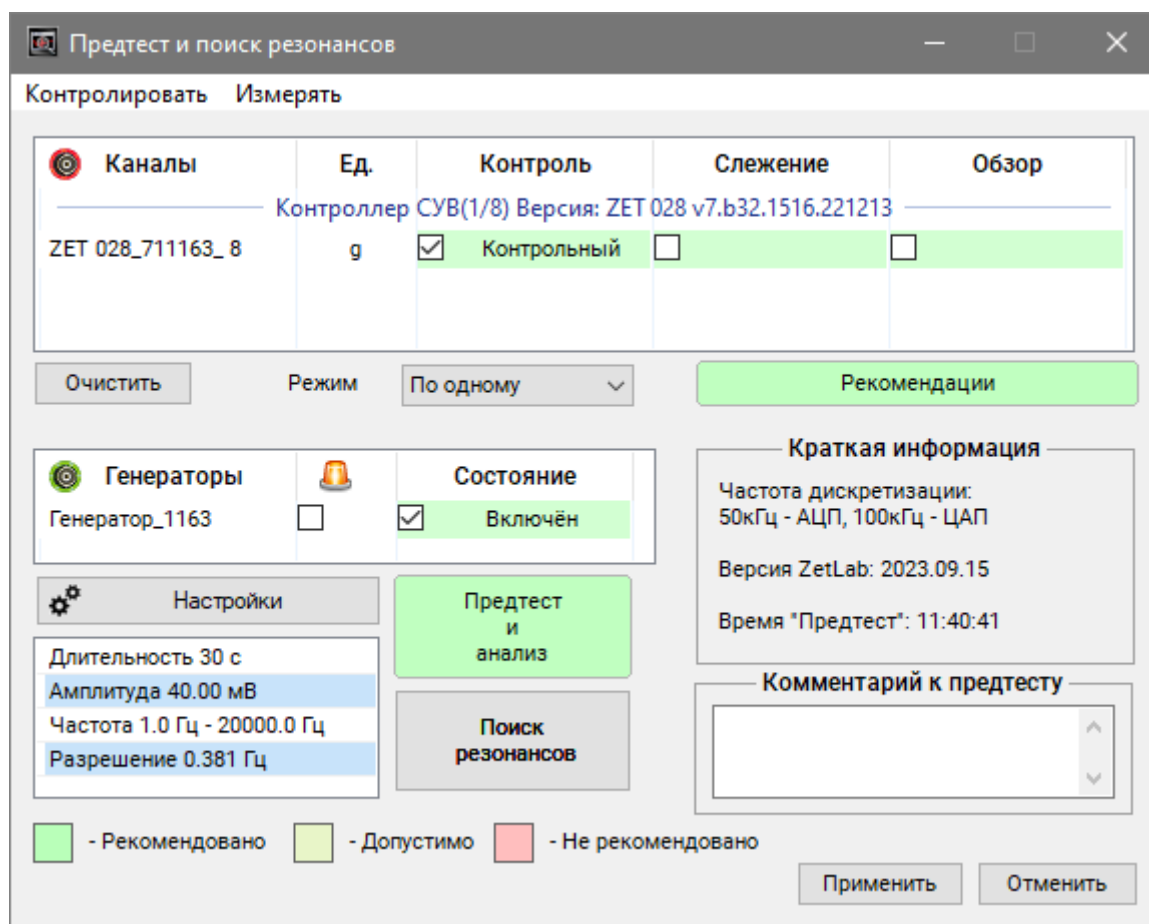 Предтест и поиск резонансов
Контролировать Измерять
Каналы Ед. Контроль Слежение Обзор
Контроллер СУВ(1/8) Версия: ZET 028 v7.b32.1516.221213
ZET 028_711163_ 8 g Контрольный
Очистить Режим По одному Рекомендации
Генераторы Состояние
Генератор_1163 Включён
Настройки
Длительность 30 с
Амплитуда 40.00 мВ
Частота 1.0 Гц - 20000.0 Гц
Разрешение 0.381 Гц
Предтест
и
анализ
Поиск
резонансов
Краткая информация
Частота дискретизации:
50кГц - АЦП, 100кГц - ЦАП
Версия ZetLab: 2023.09.15
Время "Предтест": 11:40:41
Комментарий к предтесту
- Рекомендовано - Допустимо - Не рекомендовано
Применить Отменить